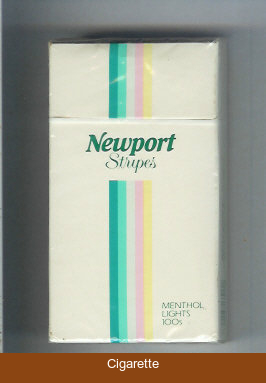 Newport
Stripes
MENTHOL
LIGHTS
100s
Cigarette